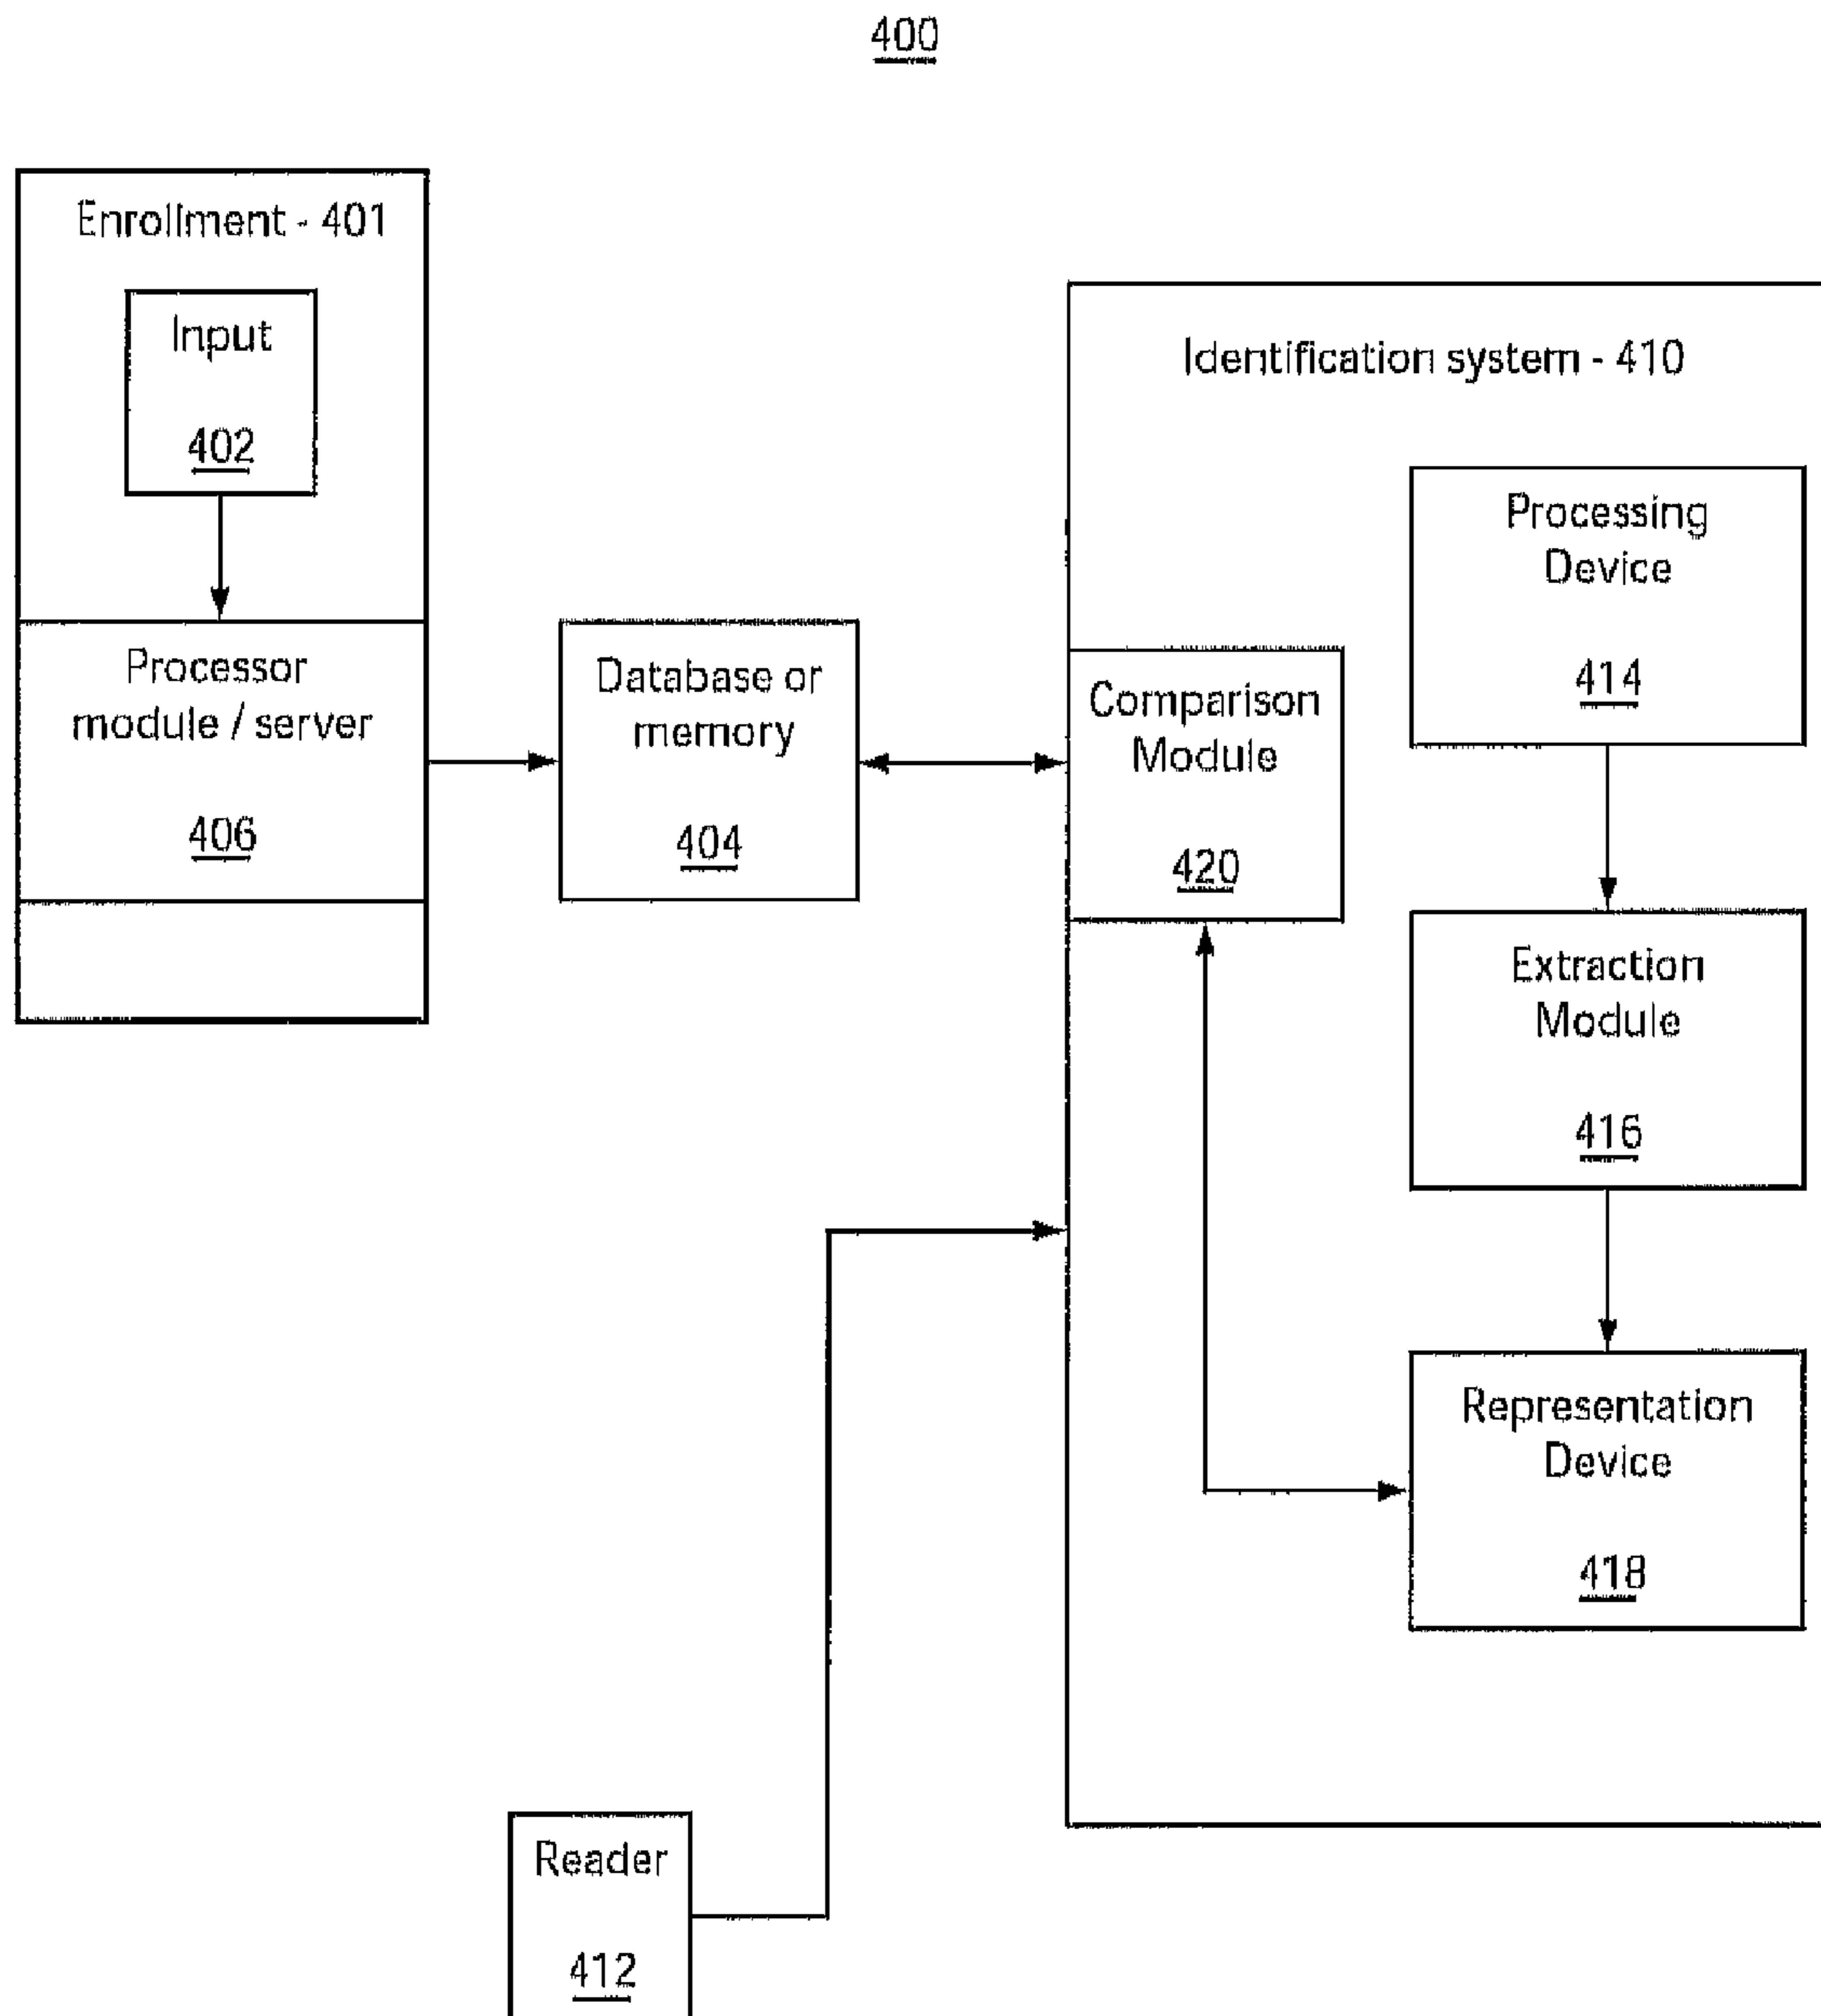 400
Enrollment - 401
Input
402
Processor
module / server
406
Database or
memory
404
Identification system - 410
Comparison
Module
420
Processing
Device
414
Extraction
Module
416
Representation
Device
418
Reader
412